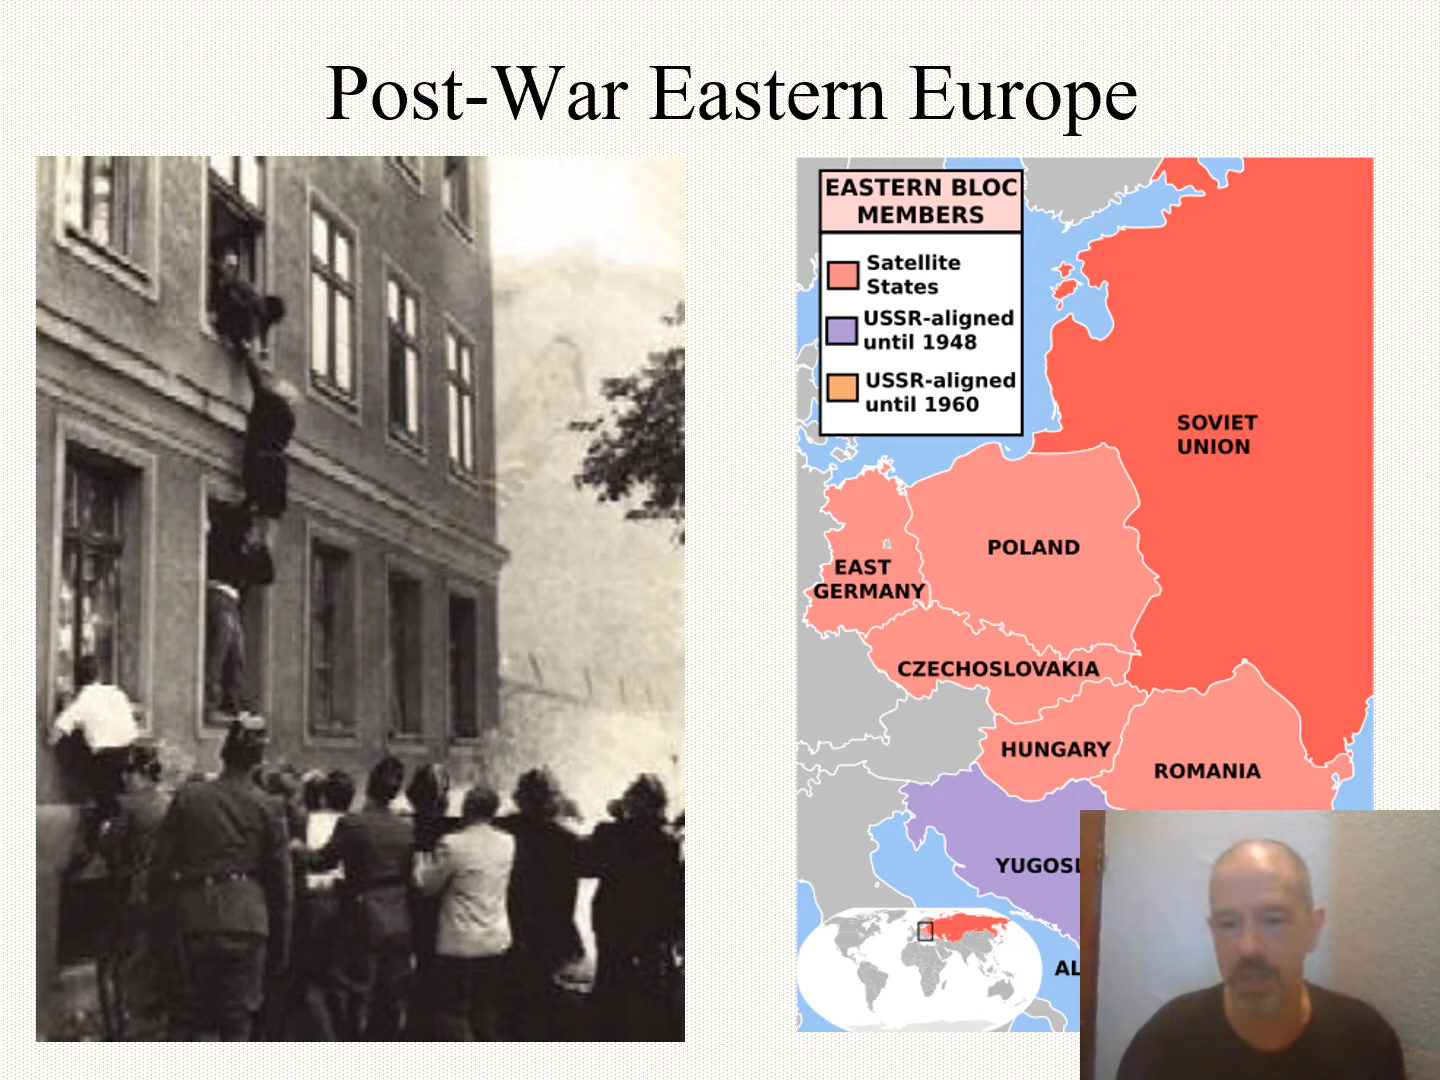 Post-War Eastern Europe
EASTERN BLOC
MEMBERS
Satellite
States
USSR-aligned
until 1948
USSR-aligned
until 1960
SOVIET
UNION
POLAND
EAST
GERMANY
CZECHOSLOVAKIA
HUNGARY
ROMANIA